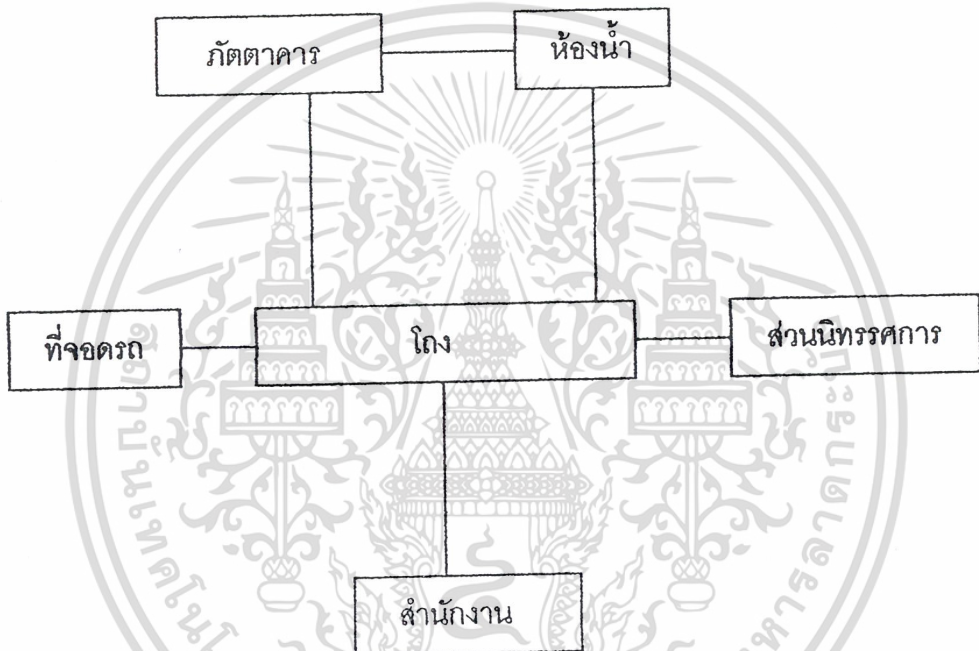 ภัตตาคาร
ห้องน้ำ
ที่จอดรถ
โถง
ส่วนนิทรรศการ
สำนักงาน